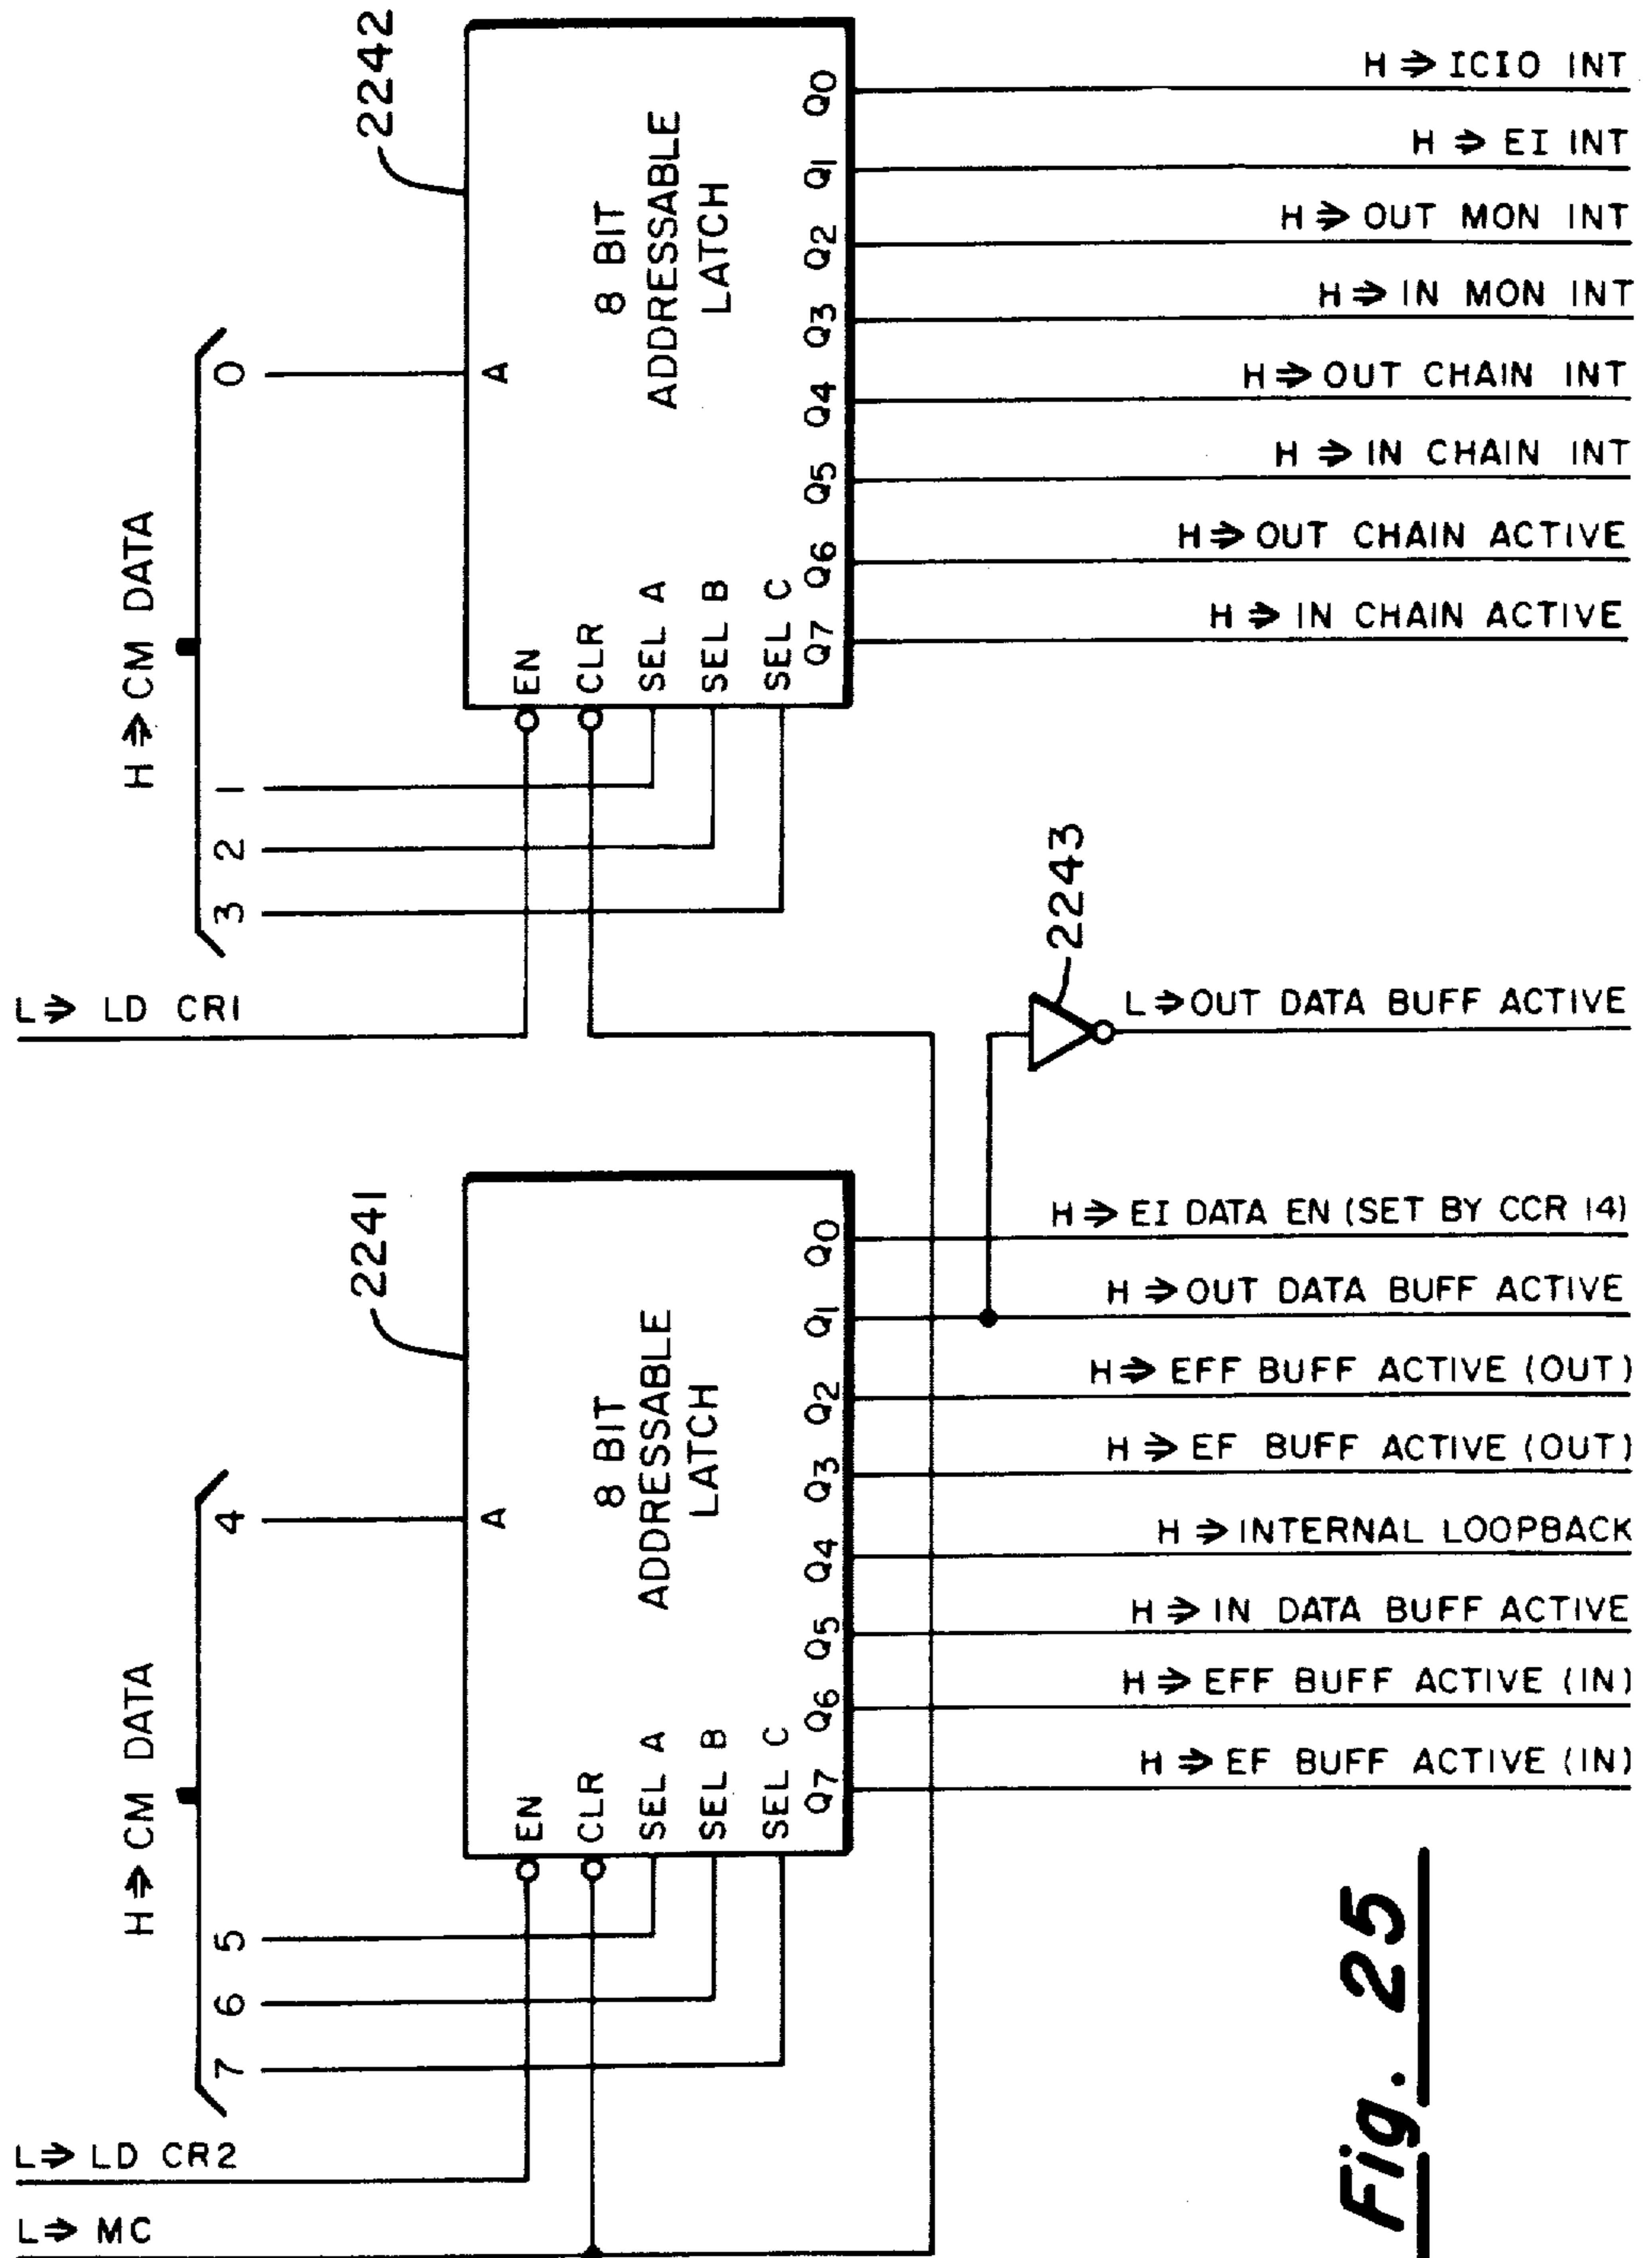 2242
H ⇒ CM DATA
0
1
2
3
L ⇒ LD CR1
A
8 BIT
ADDRESSABLE
LATCH
EN
CLR
SEL A
SEL B
SEL C
Q0
Q1
Q2
Q3
Q4
Q5
Q6
Q7
H ⇒ ICIO INT
H ⇒ EI INT
H ⇒ OUT MON INT
H ⇒ IN MON INT
H ⇒ OUT CHAIN INT
H ⇒ IN CHAIN INT
H ⇒ OUT CHAIN ACTIVE
H ⇒ IN CHAIN ACTIVE
2243
L ⇒ OUT DATA BUFF ACTIVE
2241
H ⇒ CM DATA
4
5
6
7
L ⇒ LD CR2
L ⇒ MC
A
8 BIT
ADDRESSABLE
LATCH
EN
CLR
SEL A
SEL B
SEL C
Q0
Q1
Q2
Q3
Q4
Q5
Q6
Q7
H ⇒ EI DATA EN (SET BY CCR 14)
H ⇒ OUT DATA BUFF ACTIVE
H ⇒ EFF BUFF ACTIVE (OUT)
H ⇒ EF BUFF ACTIVE (OUT)
H ⇒ INTERNAL LOOPBACK
H ⇒ IN DATA BUFF ACTIVE
H ⇒ EFF BUFF ACTIVE (IN)
H ⇒ EF BUFF ACTIVE (IN)
Fig. 25